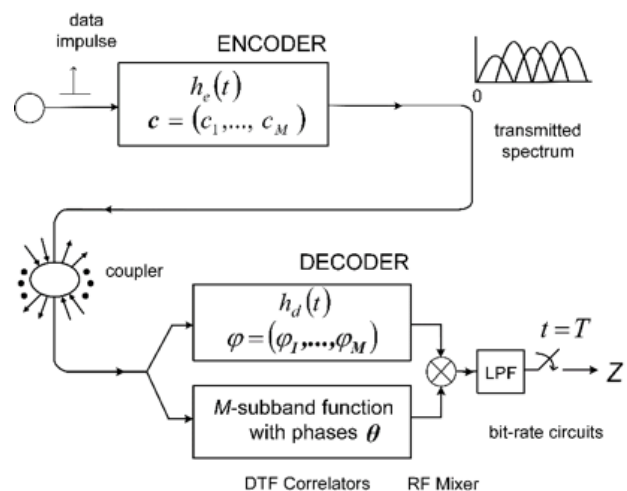 data
impulse
ENCODER
h_e(t)
c = (c_1,..., c_M)
0
transmitted
spectrum
coupler
DECODER
h_d(t)
φ=(φ_I,...,φ_M)
M-subband function
with phases θ
LPF
t = T
Z
bit-rate circuits
DTF Correlators
RF Mixer